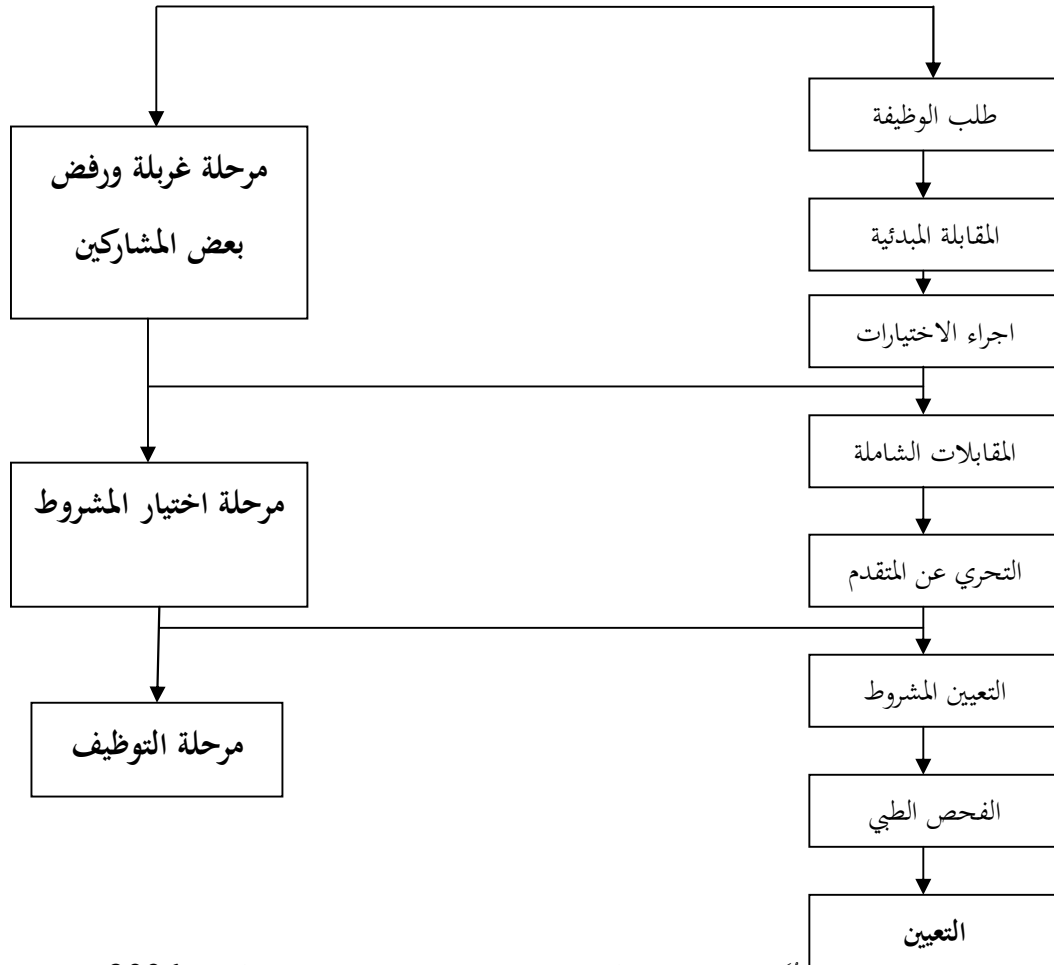 طلب الوظيفة
المقابلة المبدئية
اجراء الاختيارات
المقابلات الشاملة
التحري عن المتقدم
التعيين المشروط
الفحص الطبي
التعيين
مرحلة غربلة ورفض
بعض المشاركين
مرحلة اختيار المشروط
مرحلة التوظيف